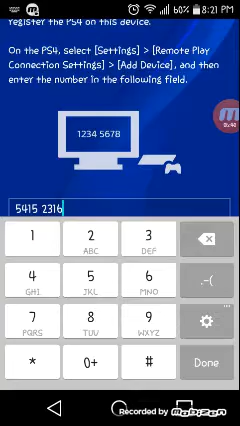 60% 8:21 PM
register the PS4 on this device.
On the PS4, select [Settings] > [Remote Play
Connection Settings] > [Add Device], and then
enter the number in the following field.
1234 5678
5415 2316
1
2
ABC
3
DEF
4
GHI
5
JKL
6
MNO
.-(
7
PQRS
8
TUV
9
WXYZ
*
0+
#
Done
Recorded by MOBIZEN